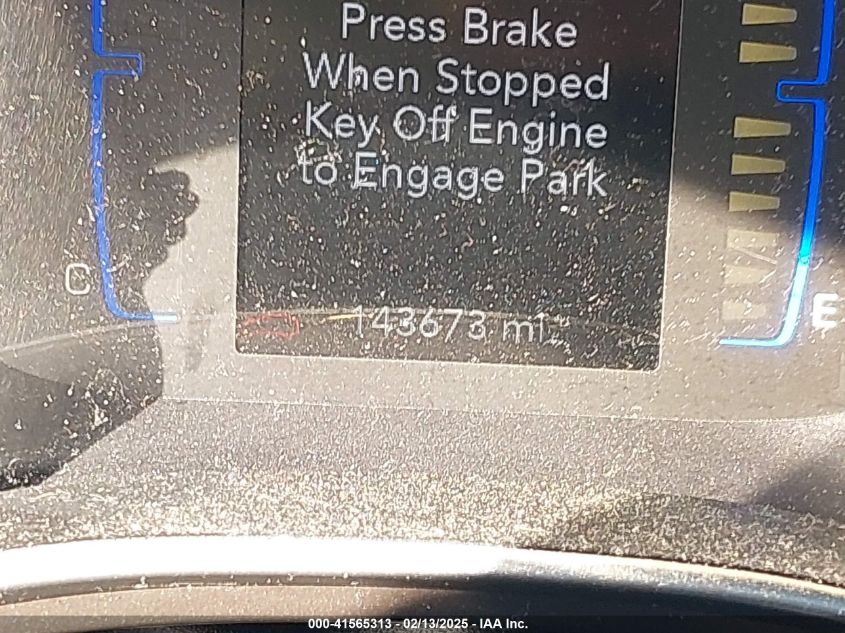 Press Brake
When Stopped
Key Off Engine
to Engage Park
C
E
143673 mi
000-41565313 - 02/13/2025 - IAA Inc.